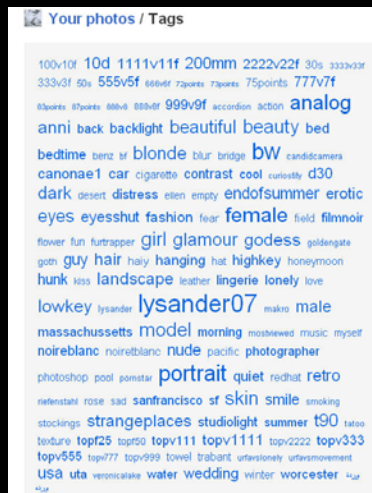 Your photos / Tags
100v10f 10d 1111v11f 200mm 2222v22f 30s 3333v33f
333v3f 50s 555v5f 666v6f 72points 73points 75points 777v7f
83points 87points 888v8 888v8f 999v9f accordion action analog
anni back backlight beautiful beauty bed
bedtime benz bf blonde blur bridge bw candidcamera
canonae1 car cigarette contrast cool curiostity d30
dark desert distress ellen empty endofsummer erotic
eyes eyesshut fashion fear female field filmnoir
flower fun furtrapper girl glamour godess goldengate
goth guy hair haiy hanging hat highkey honeymoon
hunk kiss landscape leather lingerie lonely love
lowkey lysander lysander07 makro male
massachussetts model morning mostviewed music myself
noireblanc noiretblanc nude pacific photographer
photoshop pool pornstar portrait quiet redhat retro
riefenstahl rose sad sanfrancisco sf skin smile smoking
stockings strangeplaces studiolight summer t90 tatoo
texture topf25 topf50 topv111 topv1111 topv2222 topv333
topv555 topv777 topv999 towel trabant urfavslonely urfavsmovement
usa uta veronicalake water wedding winter worcester